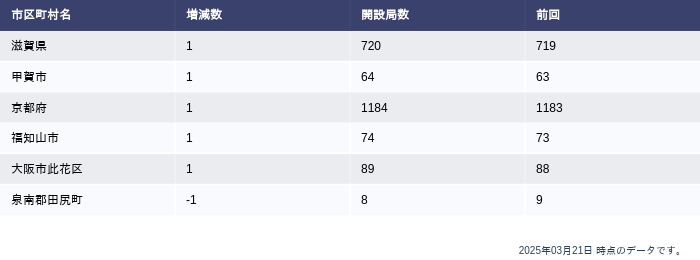 市区町村名 増減数 開設局数 前回
滋賀県 1 720 719
甲賀市 1 64 63
京都府 1 1184 1183
福知山市 1 74 73
大阪市此花区 1 89 88
泉南郡田尻町 -1 8 9
2025年03月21日 時点のデータです。